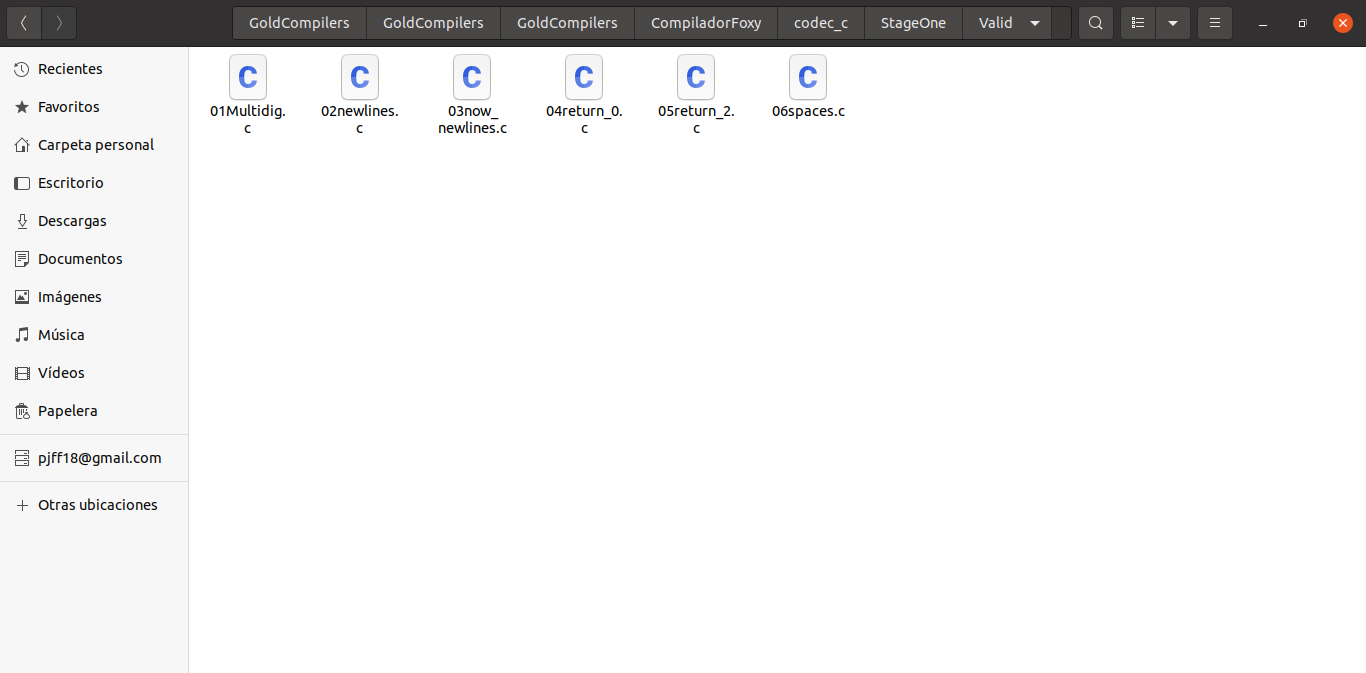 GoldCompilers GoldCompilers GoldCompilers CompiladorFoxy codec_c StageOne Valid
Recientes
Favoritos
Carpeta personal
Escritorio
Descargas
Documentos
Imágenes
Música
Vídeos
Papelera
pjff18@gmail.com
Otras ubicaciones
C
01Multidig.
c
C
02newlines.
c
C
03now_
newlines.c
C
04return_0.
c
C
05return_2.
c
C
06spaces.c